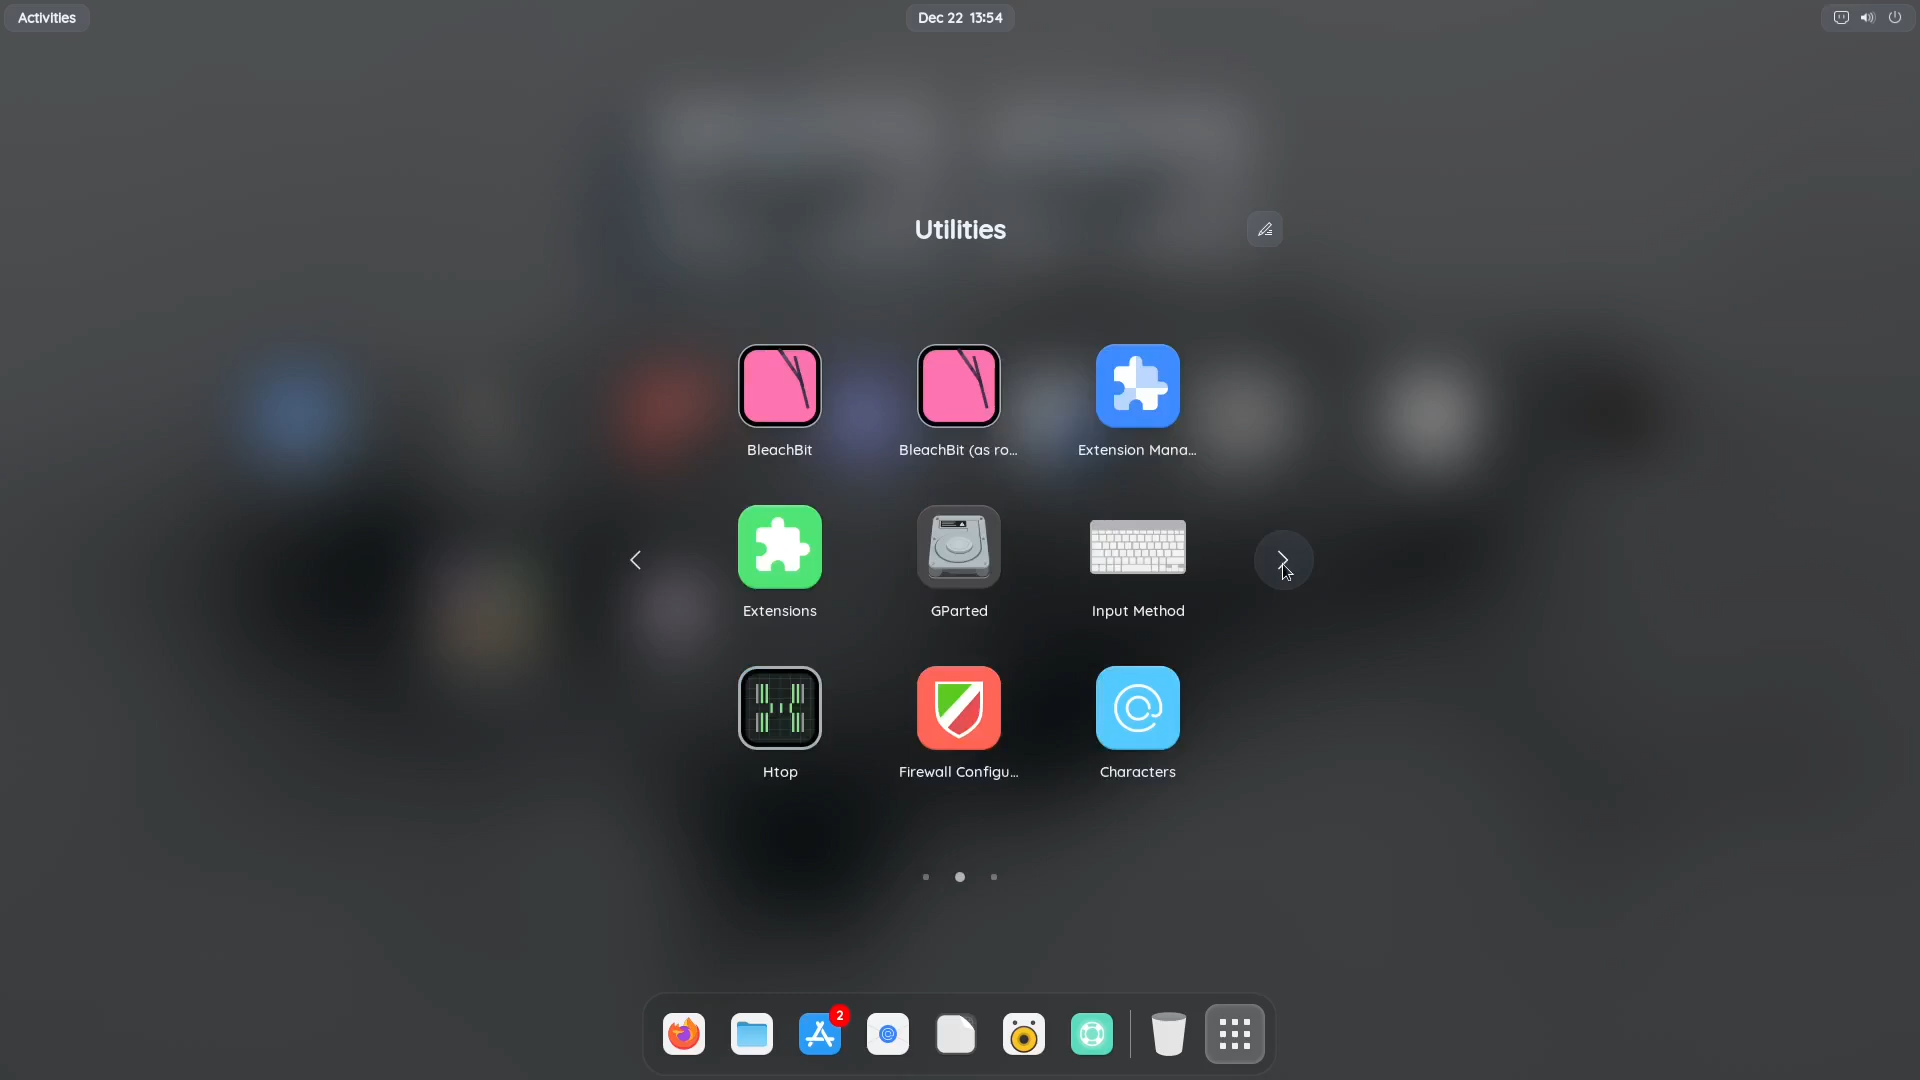 Activities
Dec 22 13:54
Utilities
BleachBit
BleachBit (as ro...
Extension Mana...
Extensions
GParted
Input Method
Htop
Firewall Configu...
Characters
2